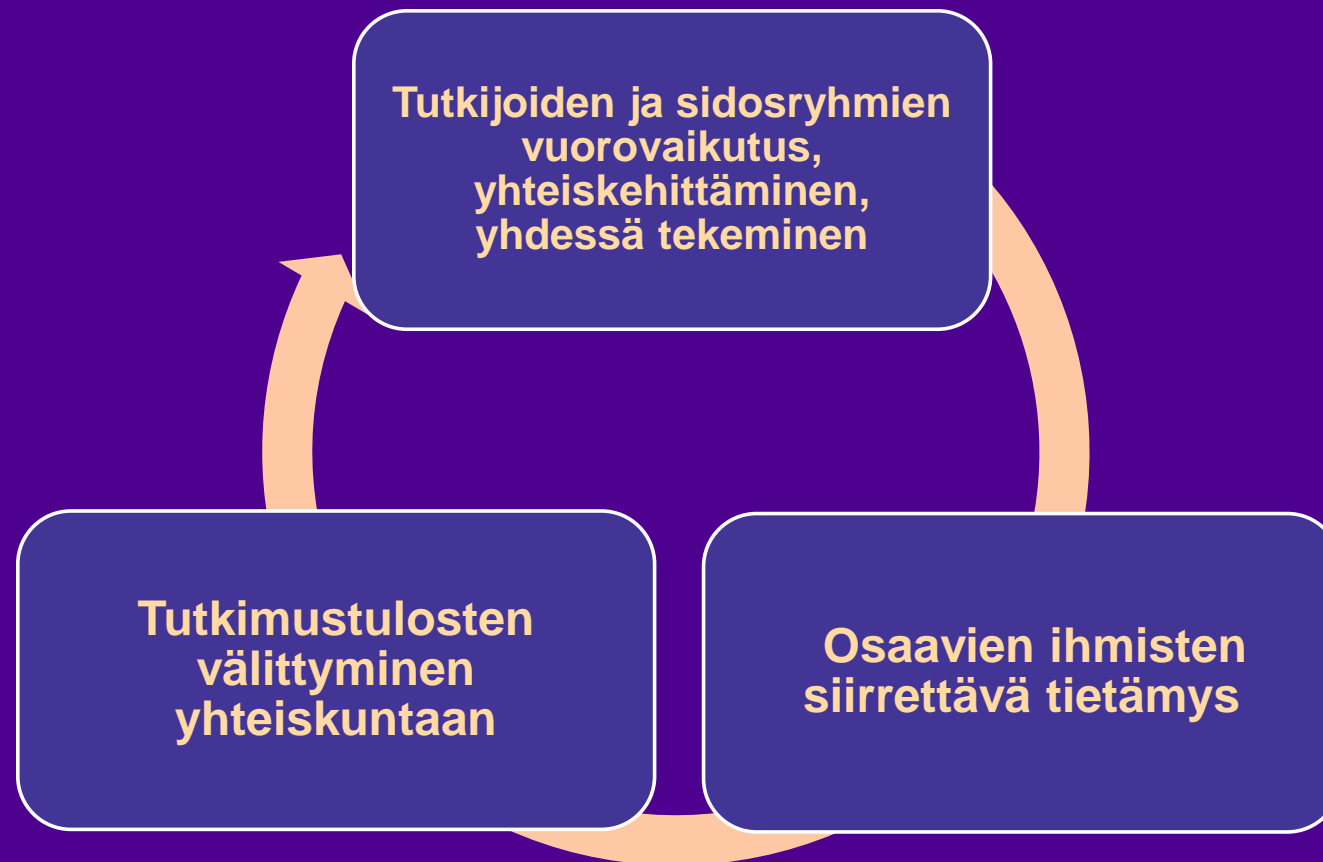 Tutkijoiden ja sidosryhmien
vuorovaikutus,
yhteiskehittäminen,
yhdessä tekeminen
Tutkimustulosten
välittyminen
yhteiskuntaan
Osaavien ihmisten
siirrettävä tietämys